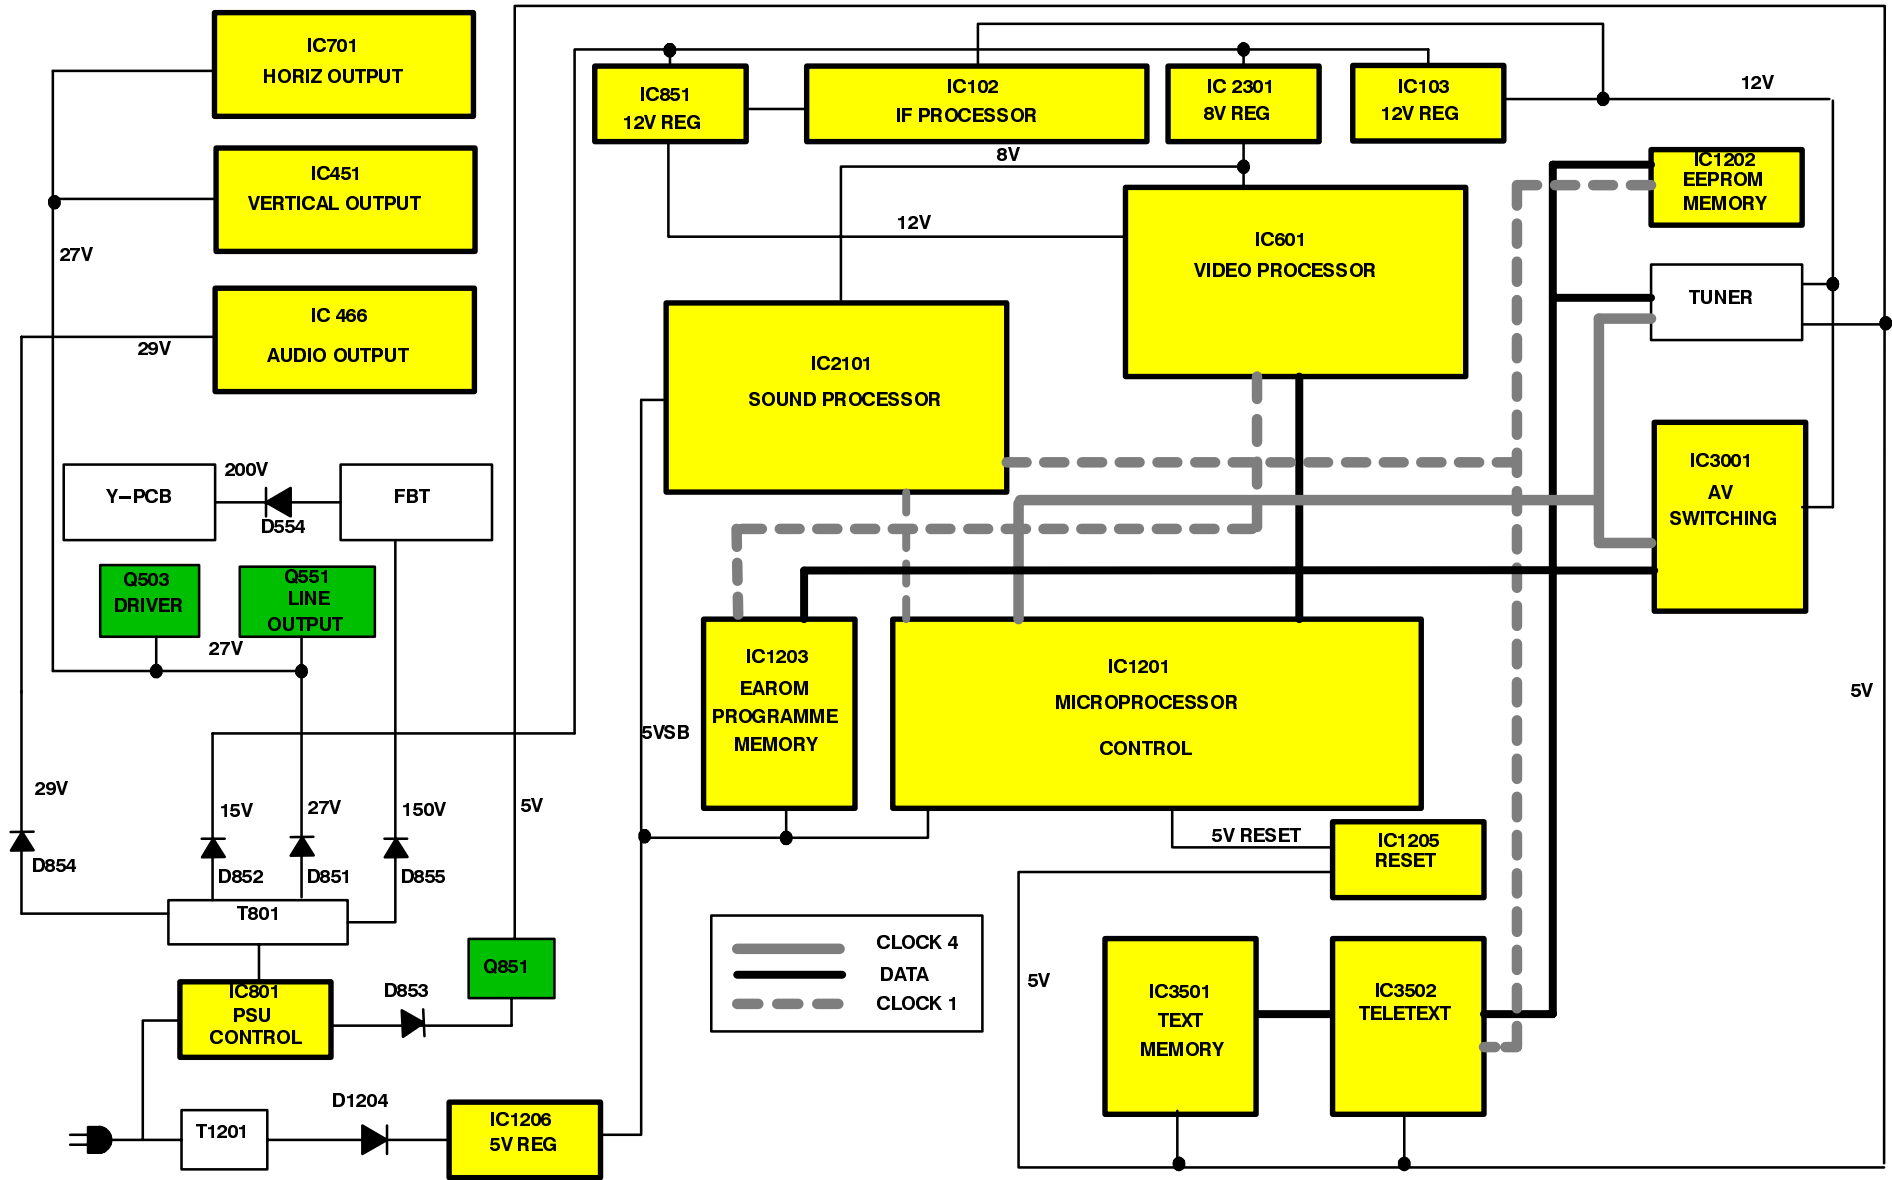 IC701
HORIZ OUTPUT
IC451
VERTICAL OUTPUT
27V
IC 466
AUDIO OUTPUT
29V
Y-PCB
200V
D554
FBT
Q503
DRIVER
Q551
LINE
OUTPUT
27V
29V
15V
27V
150V
5V
D854
D852
D851
D855
T801
IC801
PSU
CONTROL
D853
Q851
T1201
D1204
IC1206
5V REG
IC851
12V REG
IC102
IF PROCESSOR
IC 2301
8V REG
IC103
12V REG
12V
8V
12V
IC601
VIDEO PROCESSOR
IC1202
EEPROM
MEMORY
TUNER
IC2101
SOUND PROCESSOR
IC3001
AV
SWITCHING
5VSB
IC1203
EAROM
PROGRAMME
MEMORY
IC1201
MICROPROCESSOR
CONTROL
5V
5V RESET
IC1205
RESET
CLOCK 4
DATA
CLOCK 1
5V
IC3501
TEXT
MEMORY
IC3502
TELETEXT